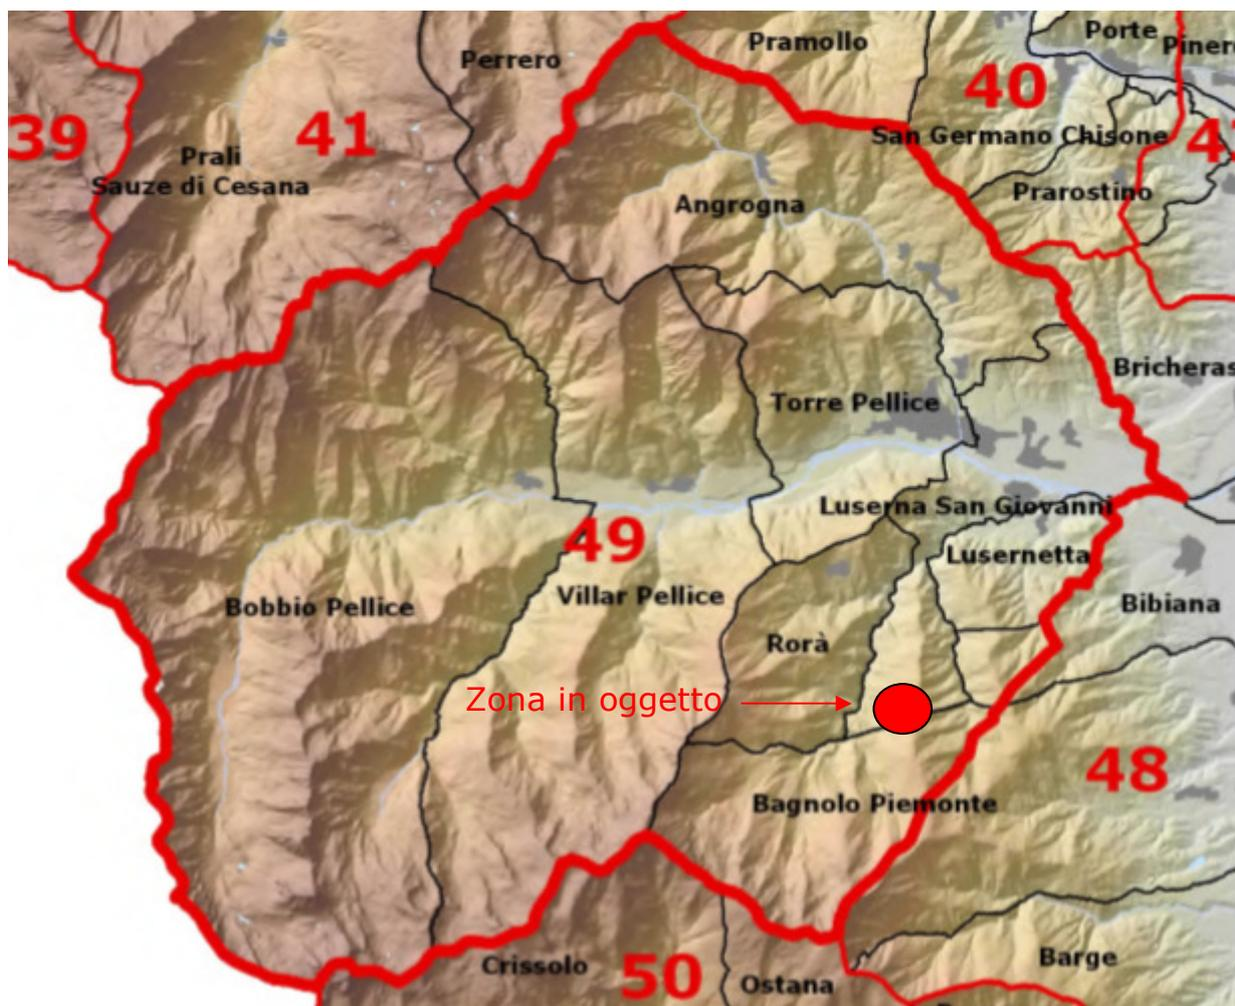 Porte
Pramollo
Perrero
40
39
41
San Germano Chisone
Prali
Sauze di Cesana
Prarostino
Angrogna
Torre Pellice
Luserna San Giovanni
49
Lusernetta
Villar Pellice
Bibiana
Bobbio Pellice
Rorà
Zona in oggetto
48
Bagnolo Piemonte
Barge
Crissolo
50
Ostana